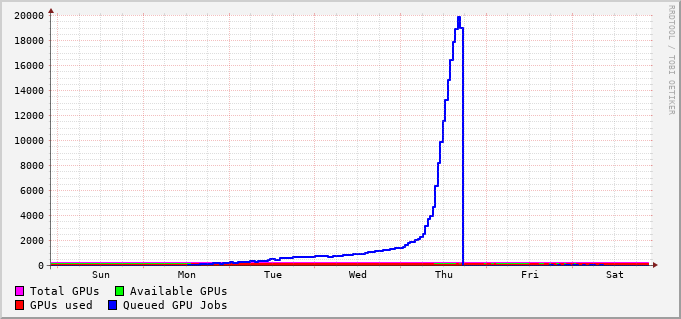 20000
18000
16000
14000
12000
10000
8000
6000
4000
2000
0
Sun Mon Tue Wed Thu Fri Sat
Total GPUs Available GPUs
GPUs used Queued GPU Jobs
RRDTOOL / TOBI OETIKER